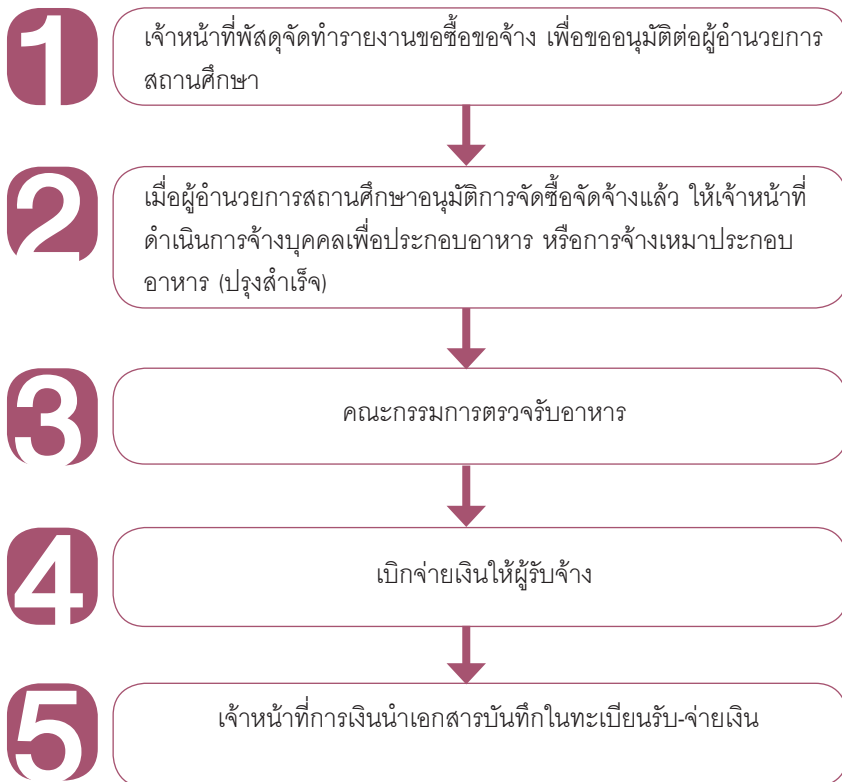 1
เจ้าหน้าที่พัสดุจัดทำรายงานขอซื้อขอจ้าง เพื่อขออนุมัติต่อผู้อำนวยการ
สถานศึกษา
2
เมื่อผู้อำนวยการสถานศึกษาอนุมัติการจัดซื้อจัดจ้างแล้ว ให้เจ้าหน้าที่
ดำเนินการจ้างบุคคลเพื่อประกอบอาหาร หรือการจ้างเหมาประกอบ
อาหาร (ปรุงสำเร็จ)
3
คณะกรรมการตรวจรับอาหาร
4
เบิกจ่ายเงินให้ผู้รับจ้าง
5
เจ้าหน้าที่การเงินนำเอกสารบันทึกในทะเบียนรับ-จ่ายเงิน